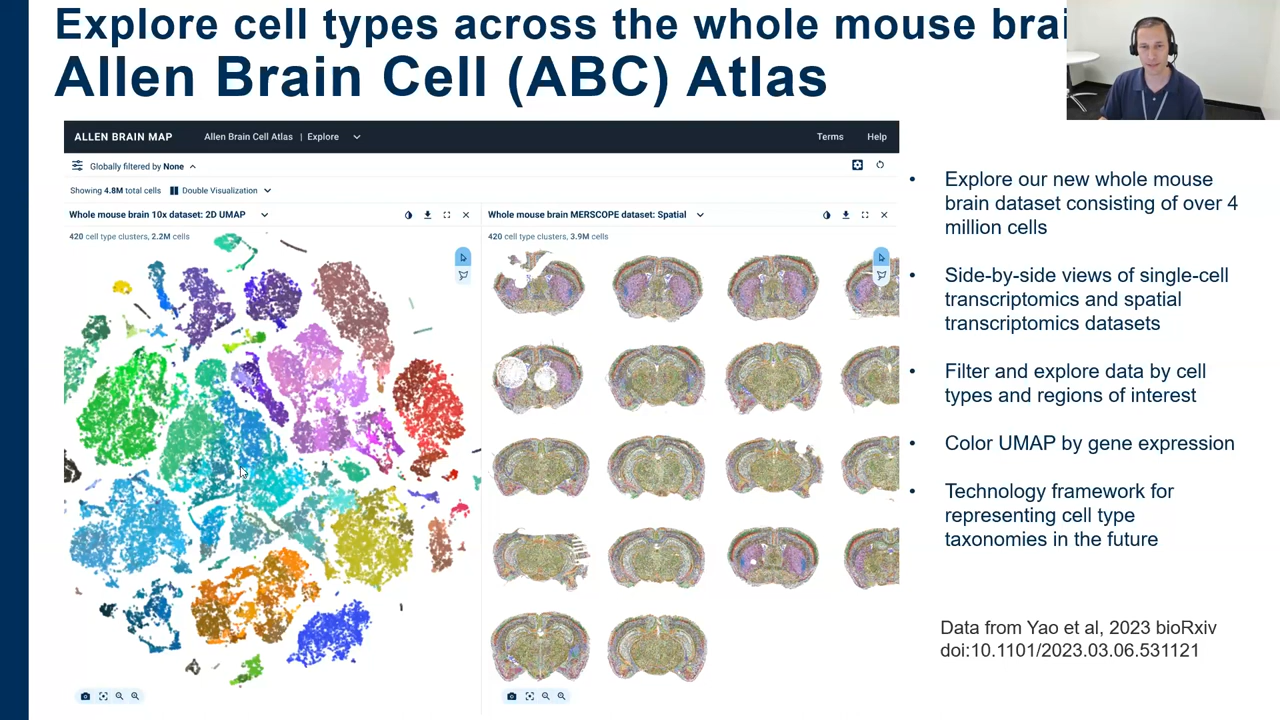 Explore cell types across the whole mouse brai
Allen Brain Cell (ABC) Atlas
ALLEN BRAIN MAP
Allen Brain Cell Atlas | Explore
Terms
Help
Globally filtered by None
Showing 4.8M total cells
Double Visualization
Whole mouse brain 10x dataset: 2D UMAP
420 cell type clusters, 2.2M cells
Whole mouse brain MERSCOPE dataset: Spatial
420 cell type clusters, 3.9M cells
• Explore our new whole mouse
brain dataset consisting of over 4
million cells
• Side-by-side views of single-cell
transcriptomics and spatial
transcriptomics datasets
• Filter and explore data by cell
types and regions of interest
• Color UMAP by gene expression
• Technology framework for
representing cell type
taxonomies in the future
Data from Yao et al, 2023 bioRxiv
doi:10.1101/2023.03.06.531121